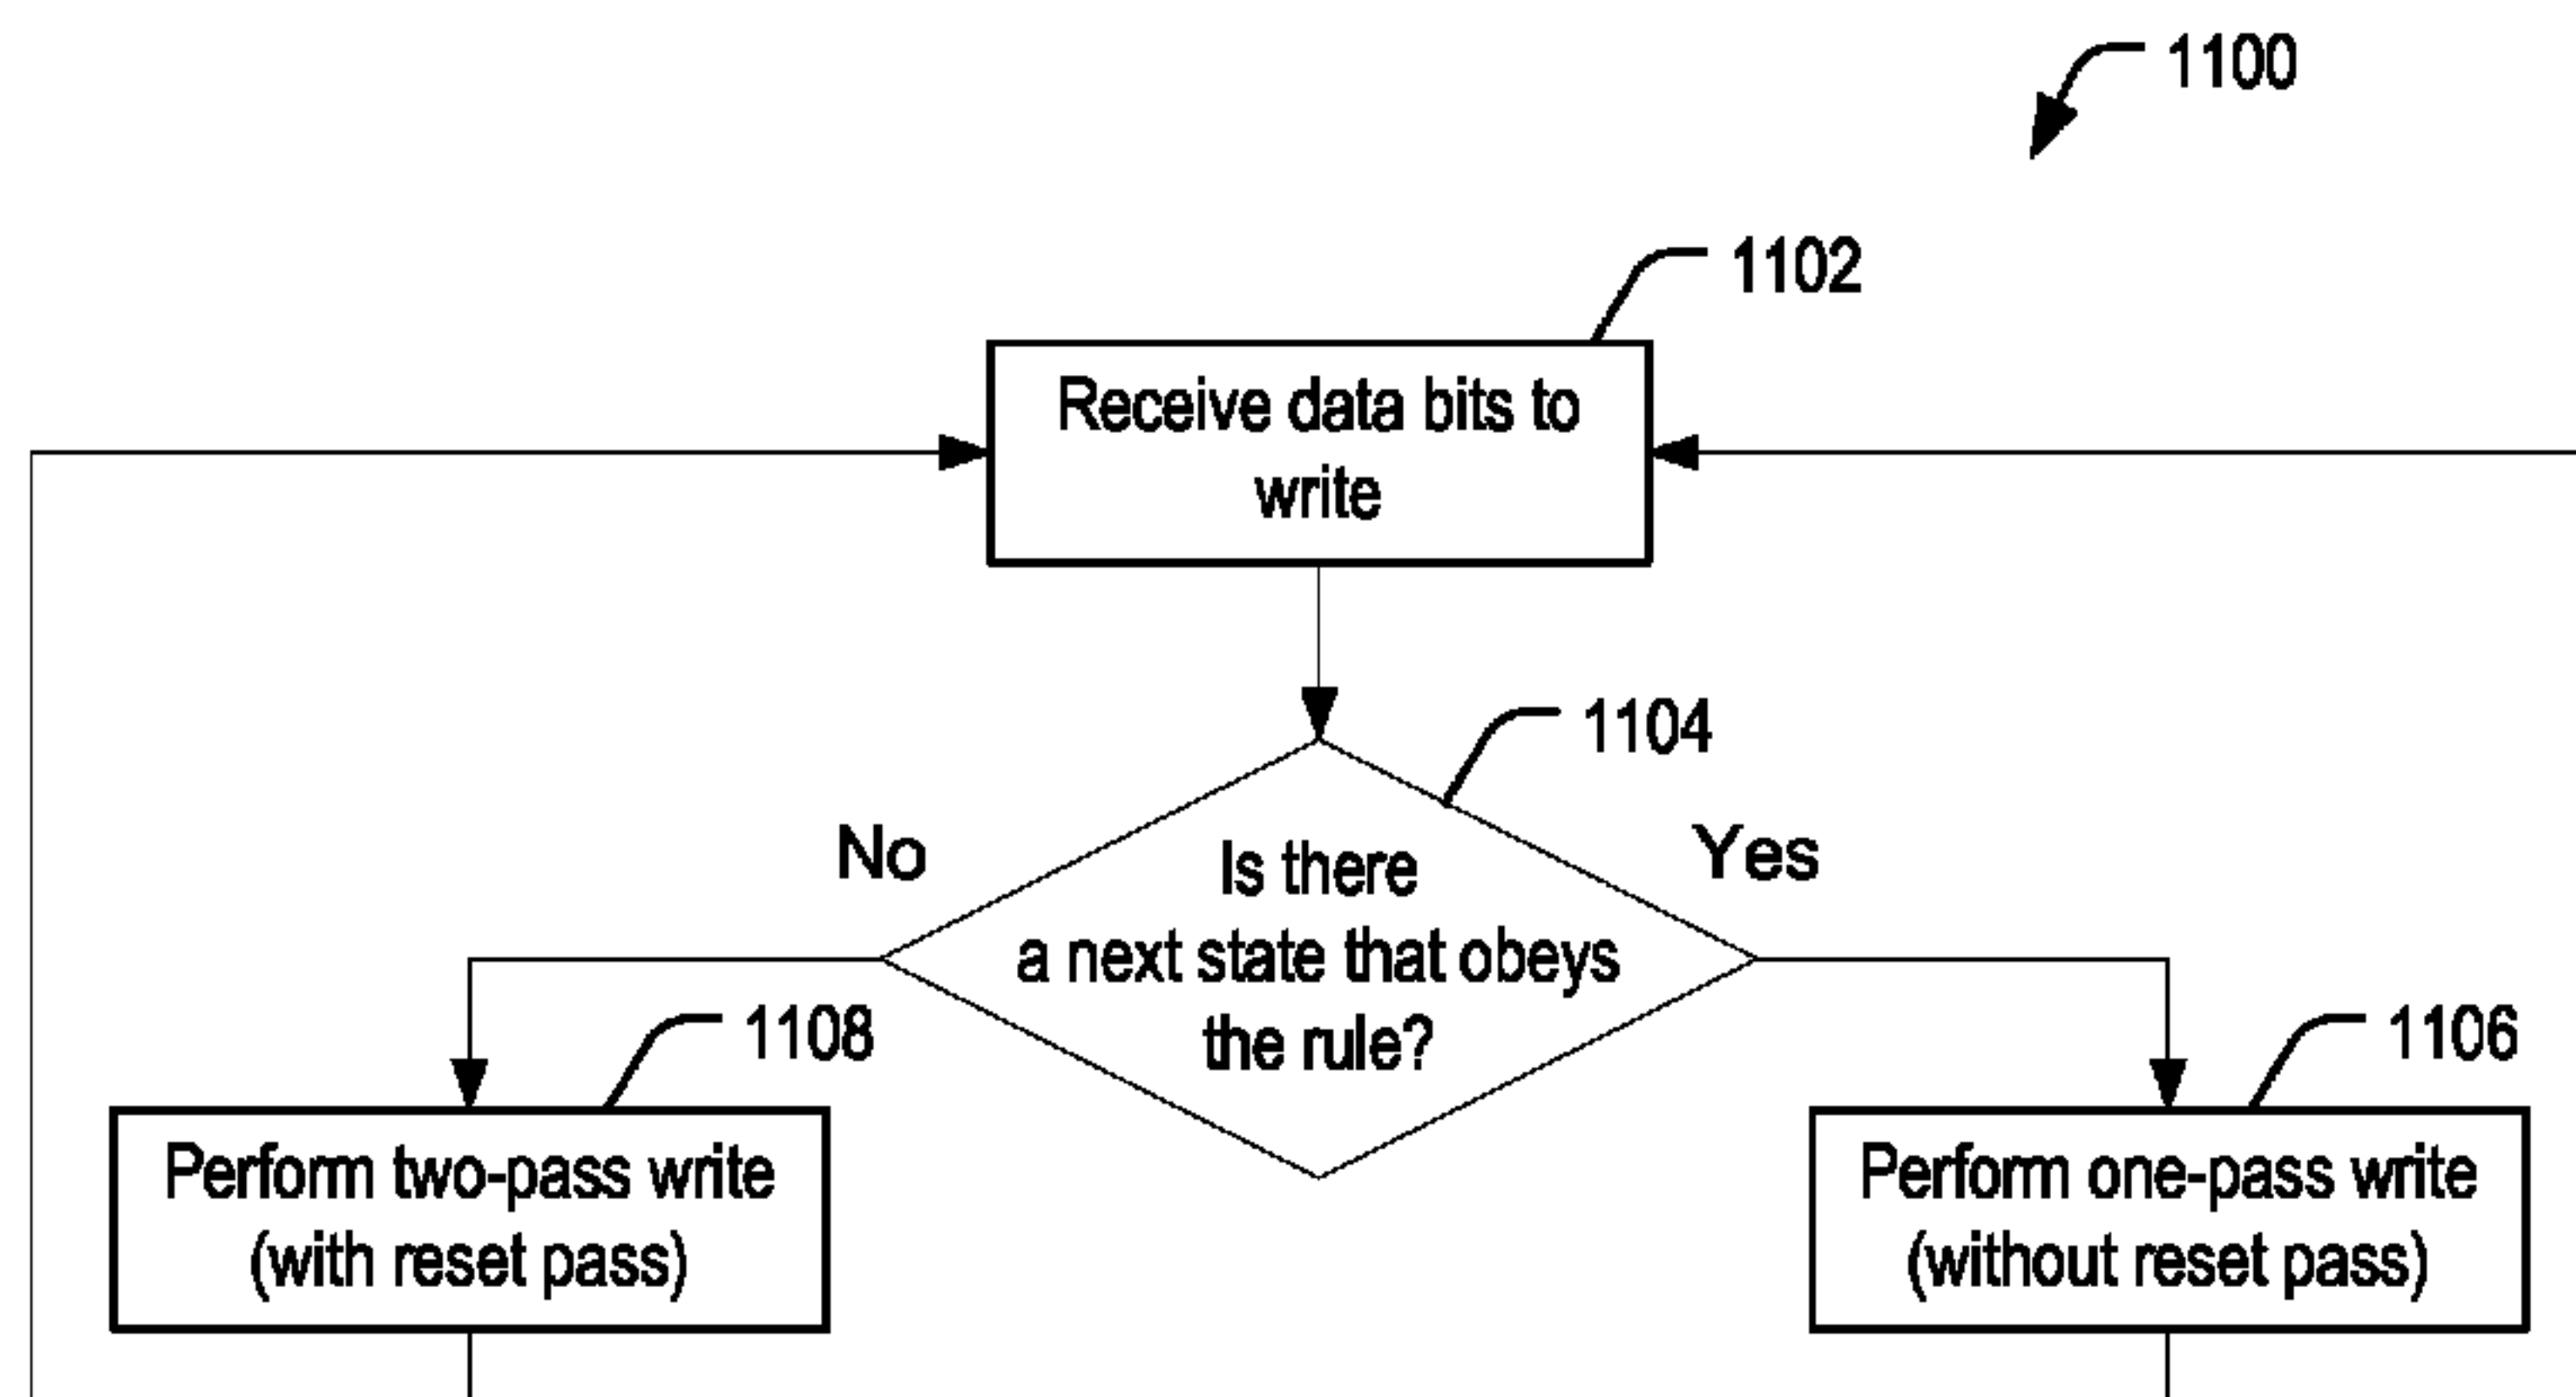 1100
1102
Receive data bits to
write
1104
No
Yes
Is there
a next state that obeys
the rule?
1108
1106
Perform two-pass write
(with reset pass)
Perform one-pass write
(without reset pass)